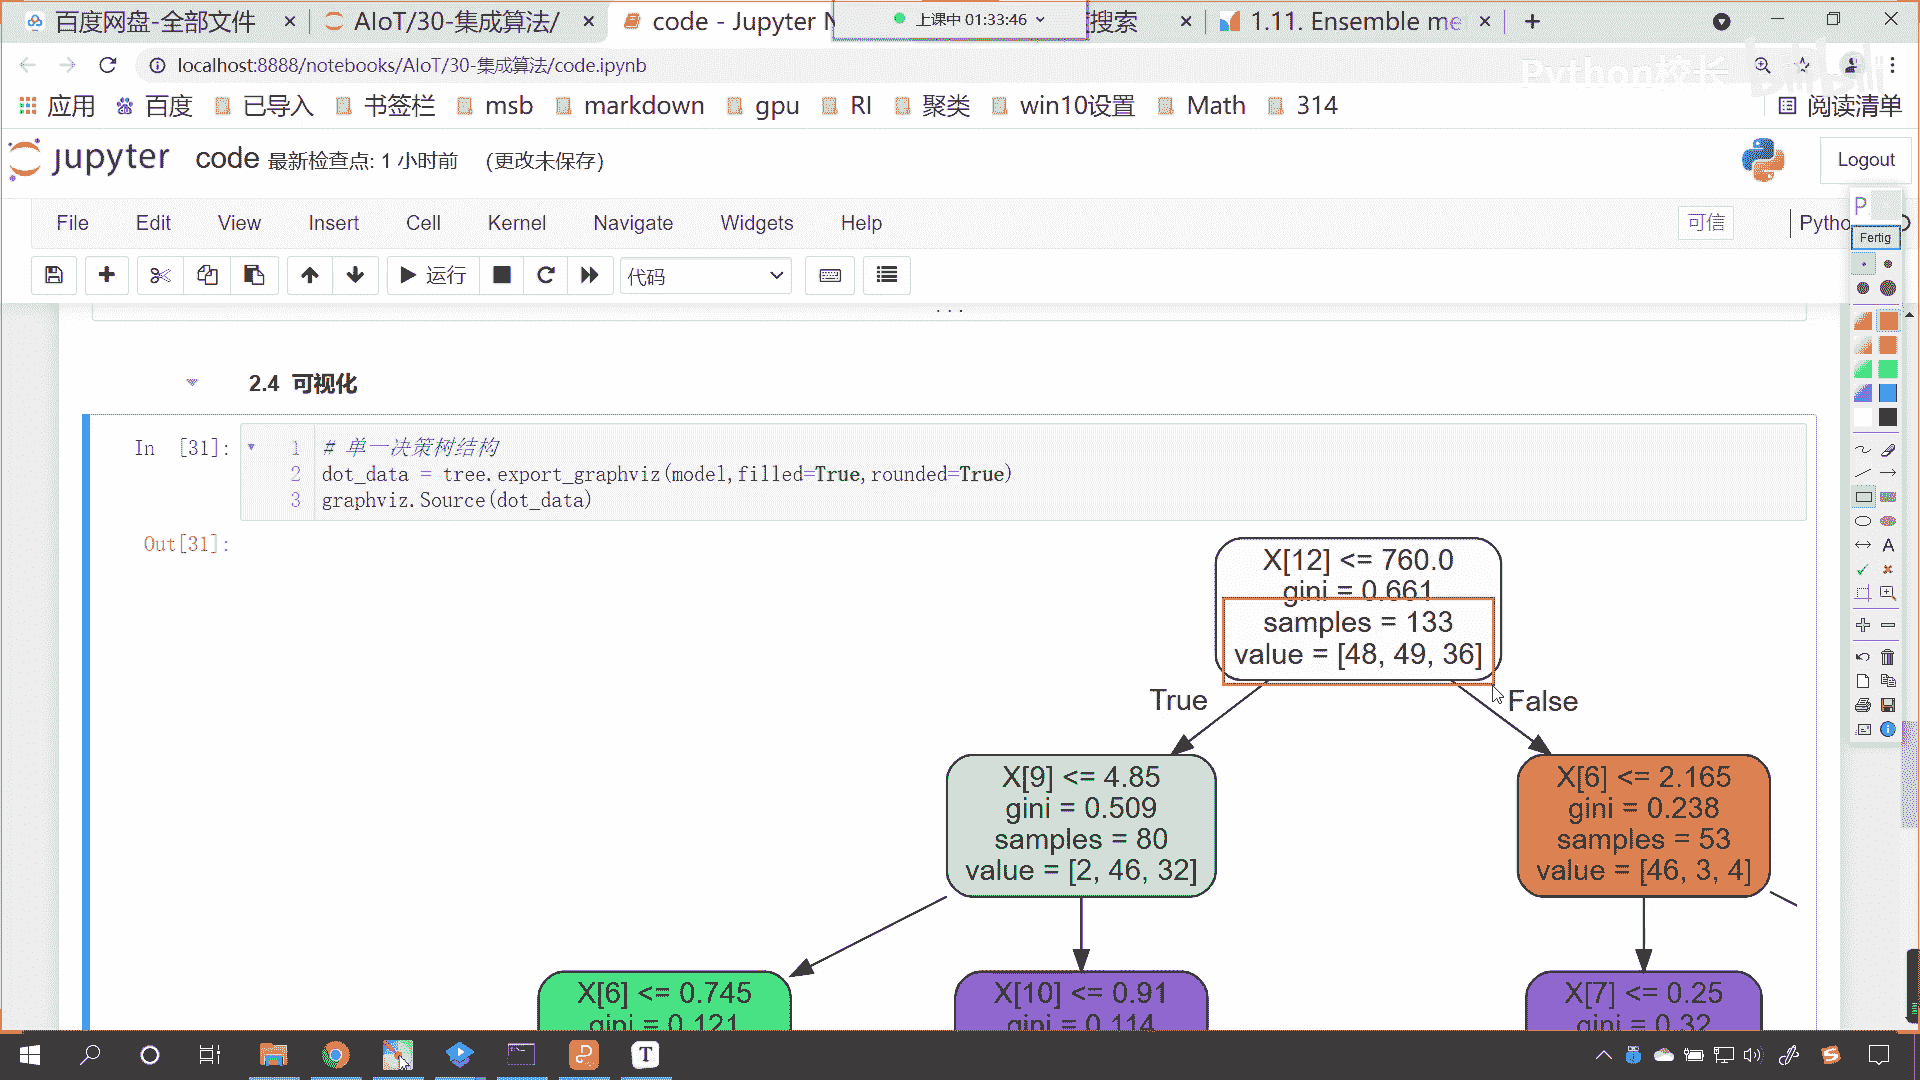 百度网盘-全部文件
AIoT/30-集成算法/
code - Jupyter N
上课中 01:33:46
搜索
1.11. Ensemble me
localhost:8888/notebooks/AIoT/30-集成算法/code.ipynb
Python校长
bilibili
应用 百度 已导入 书签栏 msb markdown gpu RI 聚类 win10设置 Math 314 阅读清单
jupyter code 最新检查点: 1 小时前 (更改未保存)
Logout
File Edit View Insert Cell Kernel Navigate Widgets Help 可信 Pytho
Fertig
运行 代码
...
2.4 可视化
In [31]:
1 # 单一决策树结构
2 dot_data = tree.export_graphviz(model,filled=True,rounded=True)
3 graphviz.Source(dot_data)
Out[31]:
X[12] <= 760.0
gini = 0.661
samples = 133
value = [48, 49, 36]
True
False
X[9] <= 4.85
gini = 0.509
samples = 80
value = [2, 46, 32]
X[6] <= 2.165
gini = 0.238
samples = 53
value = [46, 3, 4]
X[6] <= 0.745
gini = 0.121
X[10] <= 0.91
gini = 0.114
X[7] <= 0.25
gini = 0.32